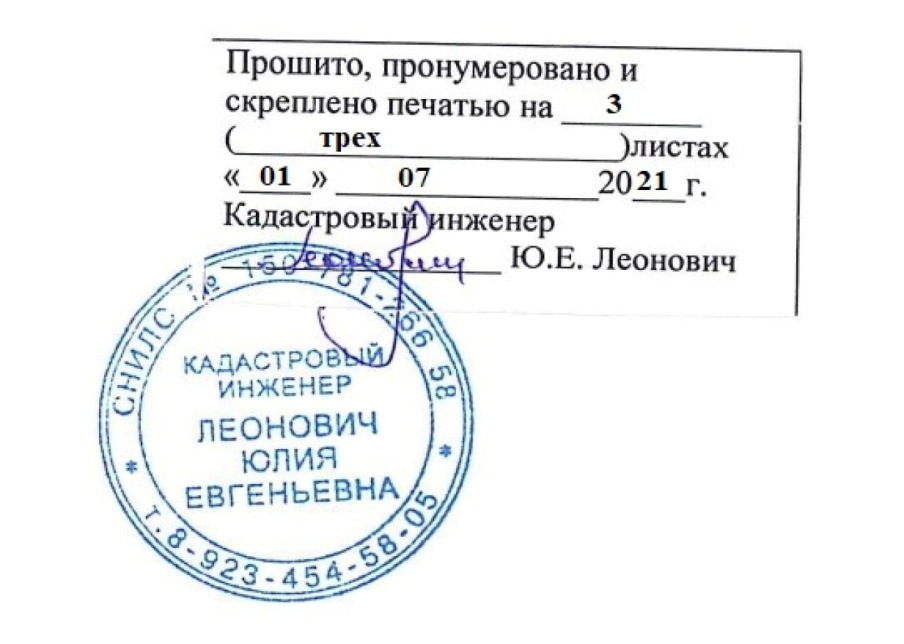 Прошито, пронумеровано и
скреплено печатью на 3
( трех )листах
«01» 07 2021 г.
Кадастровый инженер
Леонович Ю.Е. Леонович
СНИЛС № 150-781-266 58
КАДАСТРОВЫЙ
ИНЖЕНЕР
ЛЕОНОВИЧ
ЮЛИЯ
ЕВГЕНЬЕВНА
* т.8-923-454-58-05 *